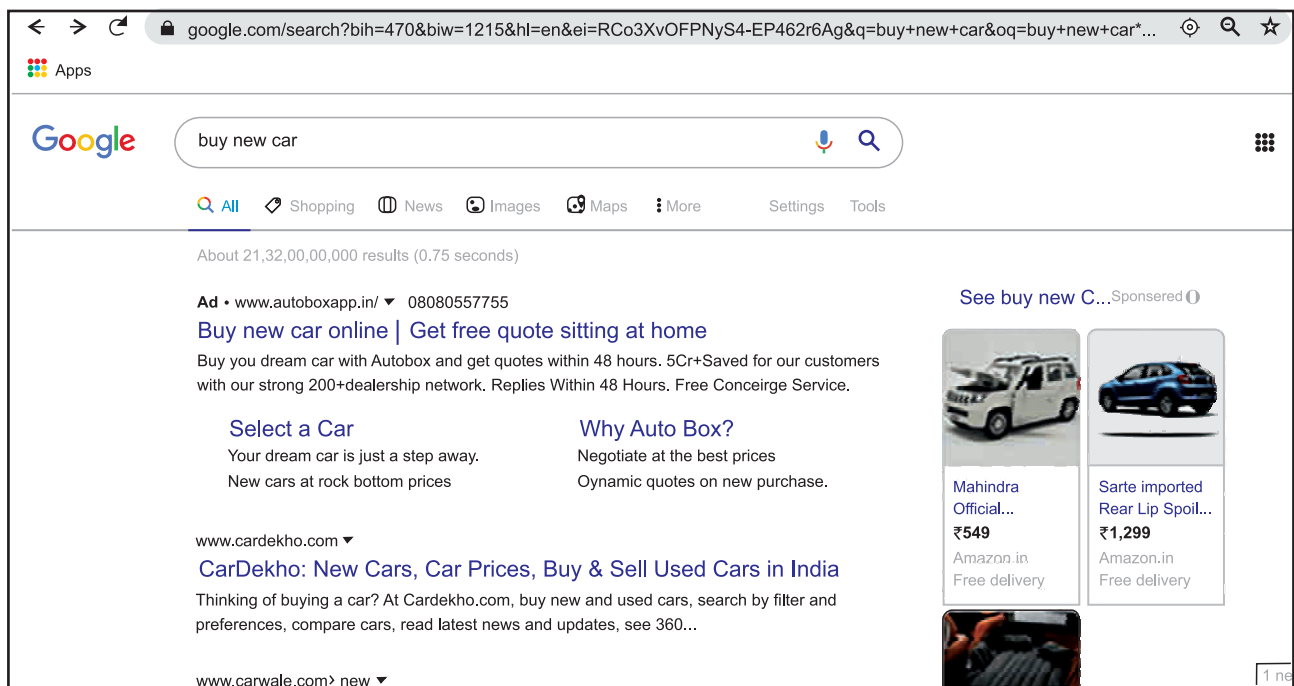 google.com/search?bih=470&biw=1215&hl=en&ei=RCo3XvOFPNyS4-EP462r6Ag&q=buy+new+car&oq=buy+new+car*...
Apps
Google
buy new car
All Shopping News Images Maps More Settings Tools
About 21,32,00,00,000 results (0.75 seconds)
Ad • www.autoboxapp.in/ 08080557755
Buy new car online | Get free quote sitting at home
Buy you dream car with Autobox and get quotes within 48 hours. 5Cr+Saved for our customers
with our strong 200+dealership network. Replies Within 48 Hours. Free Conceirge Service.
Select a Car
Your dream car is just a step away.
New cars at rock bottom prices
Why Auto Box?
Negotiate at the best prices
Oynamic quotes on new purchase.
www.cardekho.com
CarDekho: New Cars, Car Prices, Buy & Sell Used Cars in India
Thinking of buying a car? At Cardekho.com, buy new and used cars, search by filter and
preferences, compare cars, read latest news and updates, see 360...
www.carwale.com› new
See buy new C... Sponsored
Mahindra
Official...
₹549
Amazon.in
Free delivery
Sarte imported
Rear Lip Spoil...
₹1,299
Amazon.in
Free delivery
1 ne